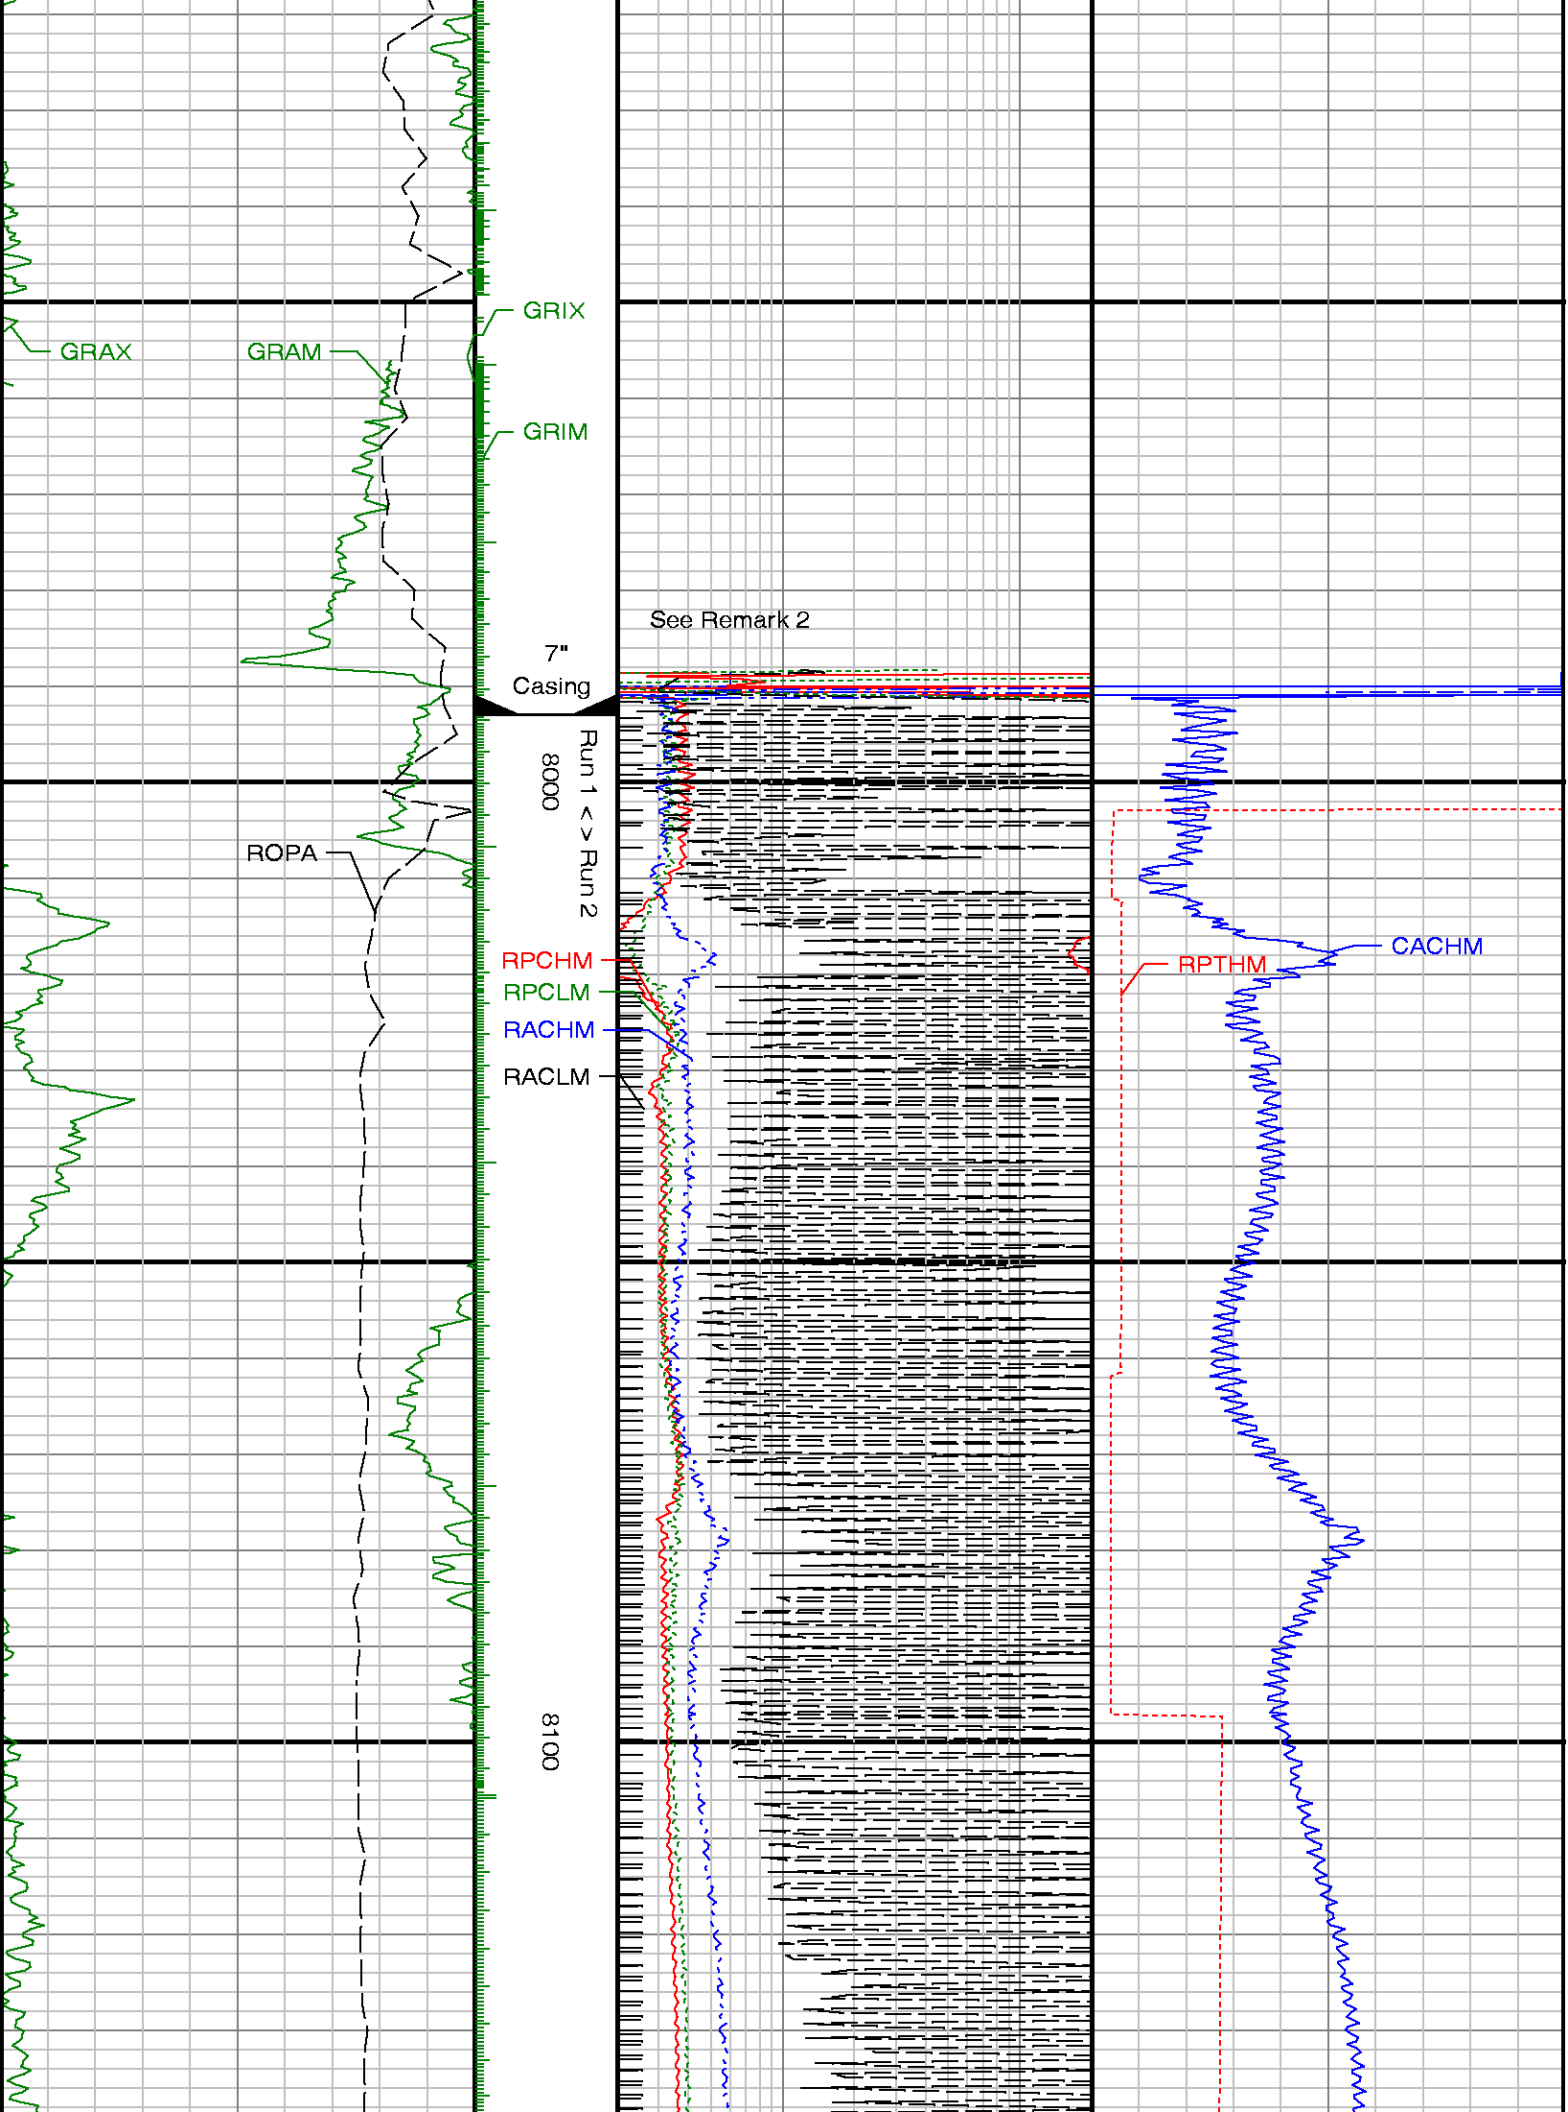 GRIX
GRAX
GRAM
GRIM
See Remark 2
7"
Casing
Run 1 < > Run 2
8000
ROPA
CACHM
RPCHM
RPTHM
RPCLM
RACHM
RACLM
8100